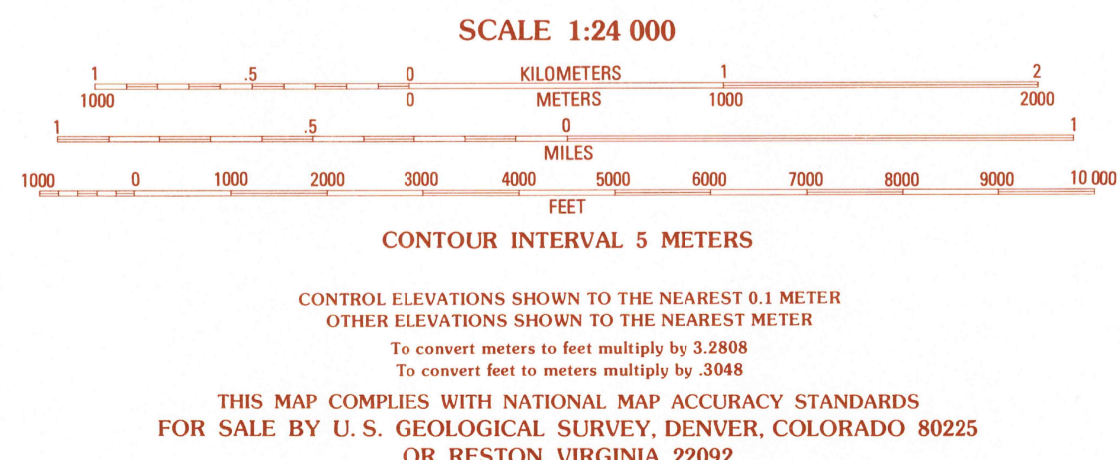 SCALE 1:24 000
1 .5 0 KILOMETERS 1 2
1000 0 METERS 1000 2000
1 .5 0 1
MILES
1000 0 1000 2000 3000 4000 5000 6000 7000 8000 9000 10 000
FEET
CONTOUR INTERVAL 5 METERS
CONTROL ELEVATIONS SHOWN TO THE NEAREST 0.1 METER
OTHER ELEVATIONS SHOWN TO THE NEAREST METER
To convert meters to feet multiply by 3.2808
To convert feet to meters multiply by .3048
THIS MAP COMPLIES WITH NATIONAL MAP ACCURACY STANDARDS
FOR SALE BY U. S. GEOLOGICAL SURVEY, DENVER, COLORADO 80225
OR RESTON, VIRGINIA 22092